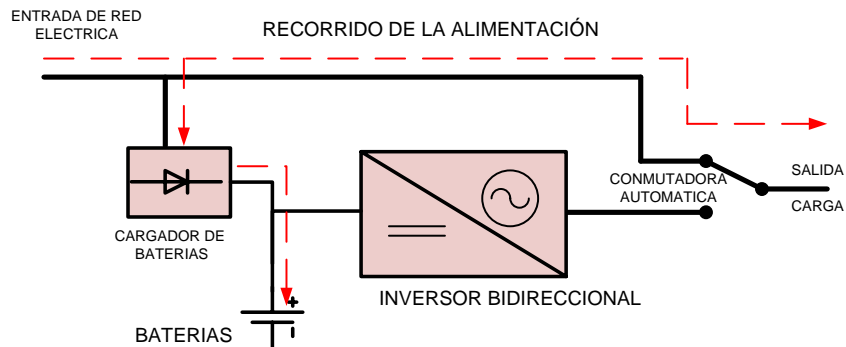 ENTRADA DE RED
ELECTRICA
RECORRIDO DE LA ALIMENTACIÓN
CONMUTADORA
AUTOMATICA
SALIDA
CARGA
CARGADOR DE
BATERIAS
INVERSOR BIDIRECCIONAL
+
BATERIAS